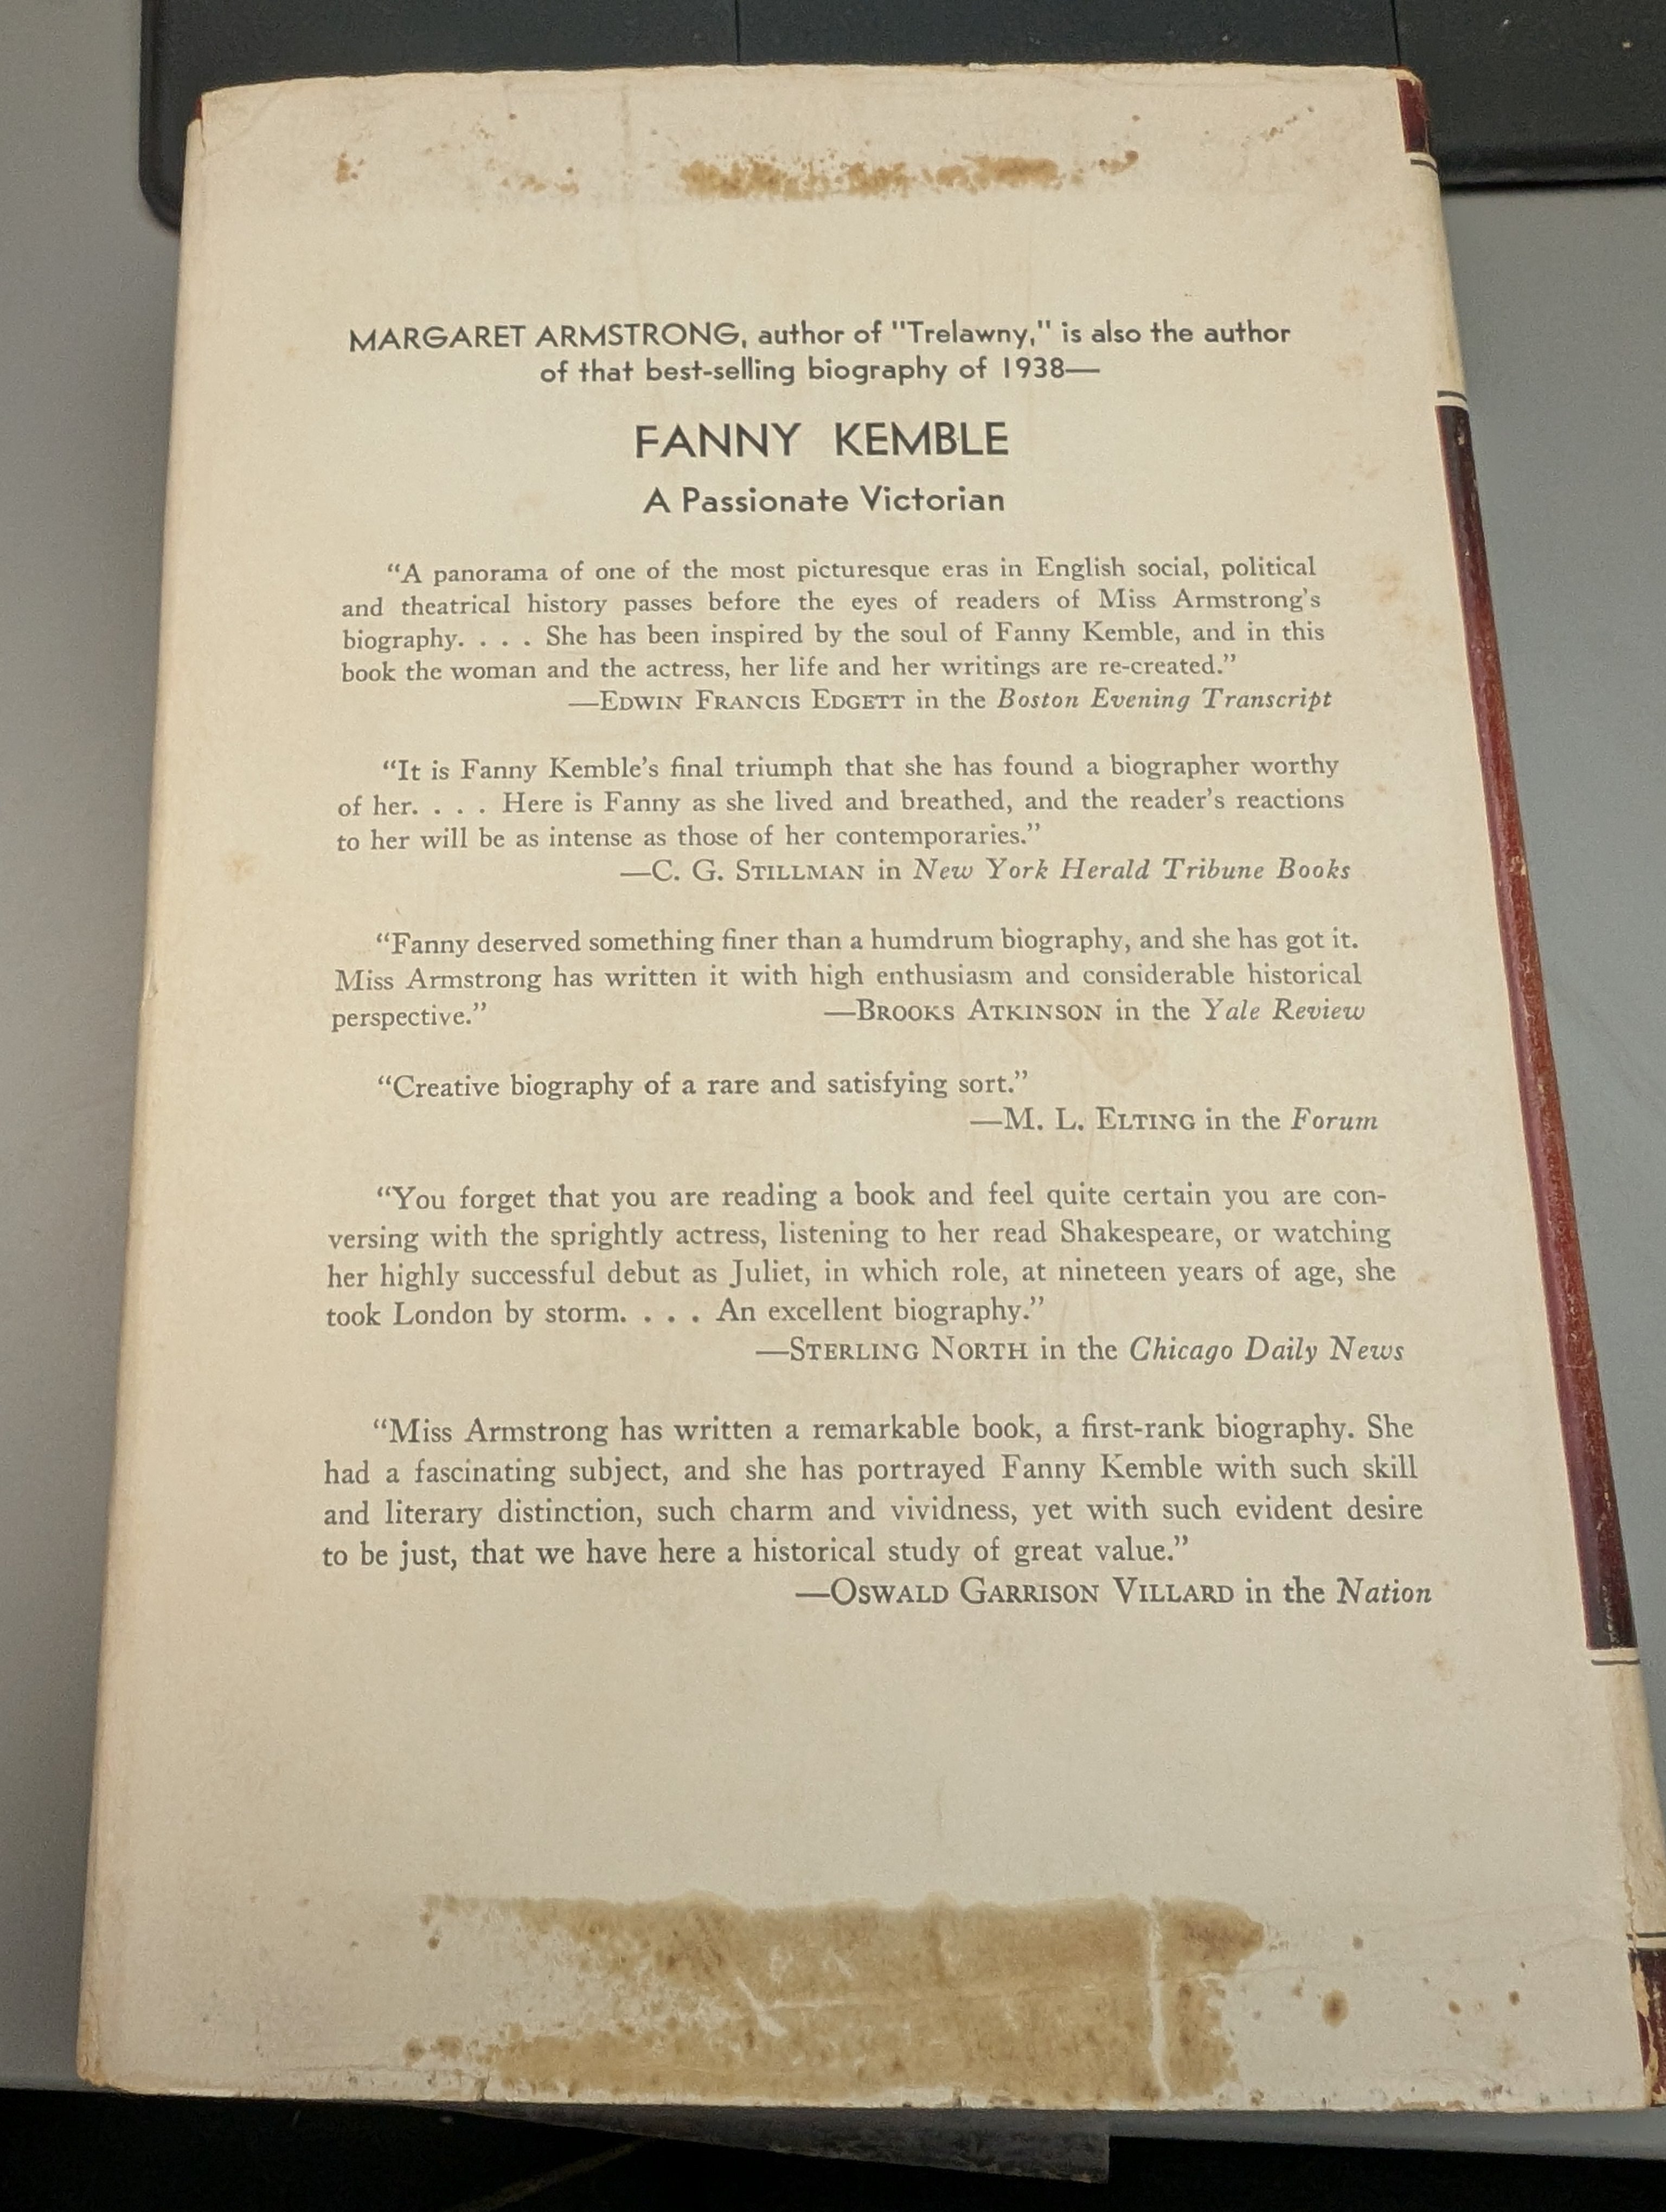 MARGARET ARMSTRONG, author of "Trelawny," is also the author
of that best-selling biography of 1938—
FANNY KEMBLE
A Passionate Victorian
“A panorama of one of the most picturesque eras in English social, political
and theatrical history passes before the eyes of readers of Miss Armstrong’s
biography. . . . She has been inspired by the soul of Fanny Kemble, and in this
book the woman and the actress, her life and her writings are re-created.”
—EDWIN FRANCIS EDGETT in the Boston Evening Transcript
“It is Fanny Kemble’s final triumph that she has found a biographer worthy
of her. . . . Here is Fanny as she lived and breathed, and the reader’s reactions
to her will be as intense as those of her contemporaries.”
—C. G. STILLMAN in New York Herald Tribune Books
“Fanny deserved something finer than a humdrum biography, and she has got it.
Miss Armstrong has written it with high enthusiasm and considerable historical
perspective.” —BROOKS ATKINSON in the Yale Review
“Creative biography of a rare and satisfying sort.”
—M. L. ELTING in the Forum
“You forget that you are reading a book and feel quite certain you are con-
versing with the sprightly actress, listening to her read Shakespeare, or watching
her highly successful debut as Juliet, in which role, at nineteen years of age, she
took London by storm. . . . An excellent biography.”
—STERLING NORTH in the Chicago Daily News
“Miss Armstrong has written a remarkable book, a first-rank biography. She
had a fascinating subject, and she has portrayed Fanny Kemble with such skill
and literary distinction, such charm and vividness, yet with such evident desire
to be just, that we have here a historical study of great value.”
—OSWALD GARRISON VILLARD in the Nation